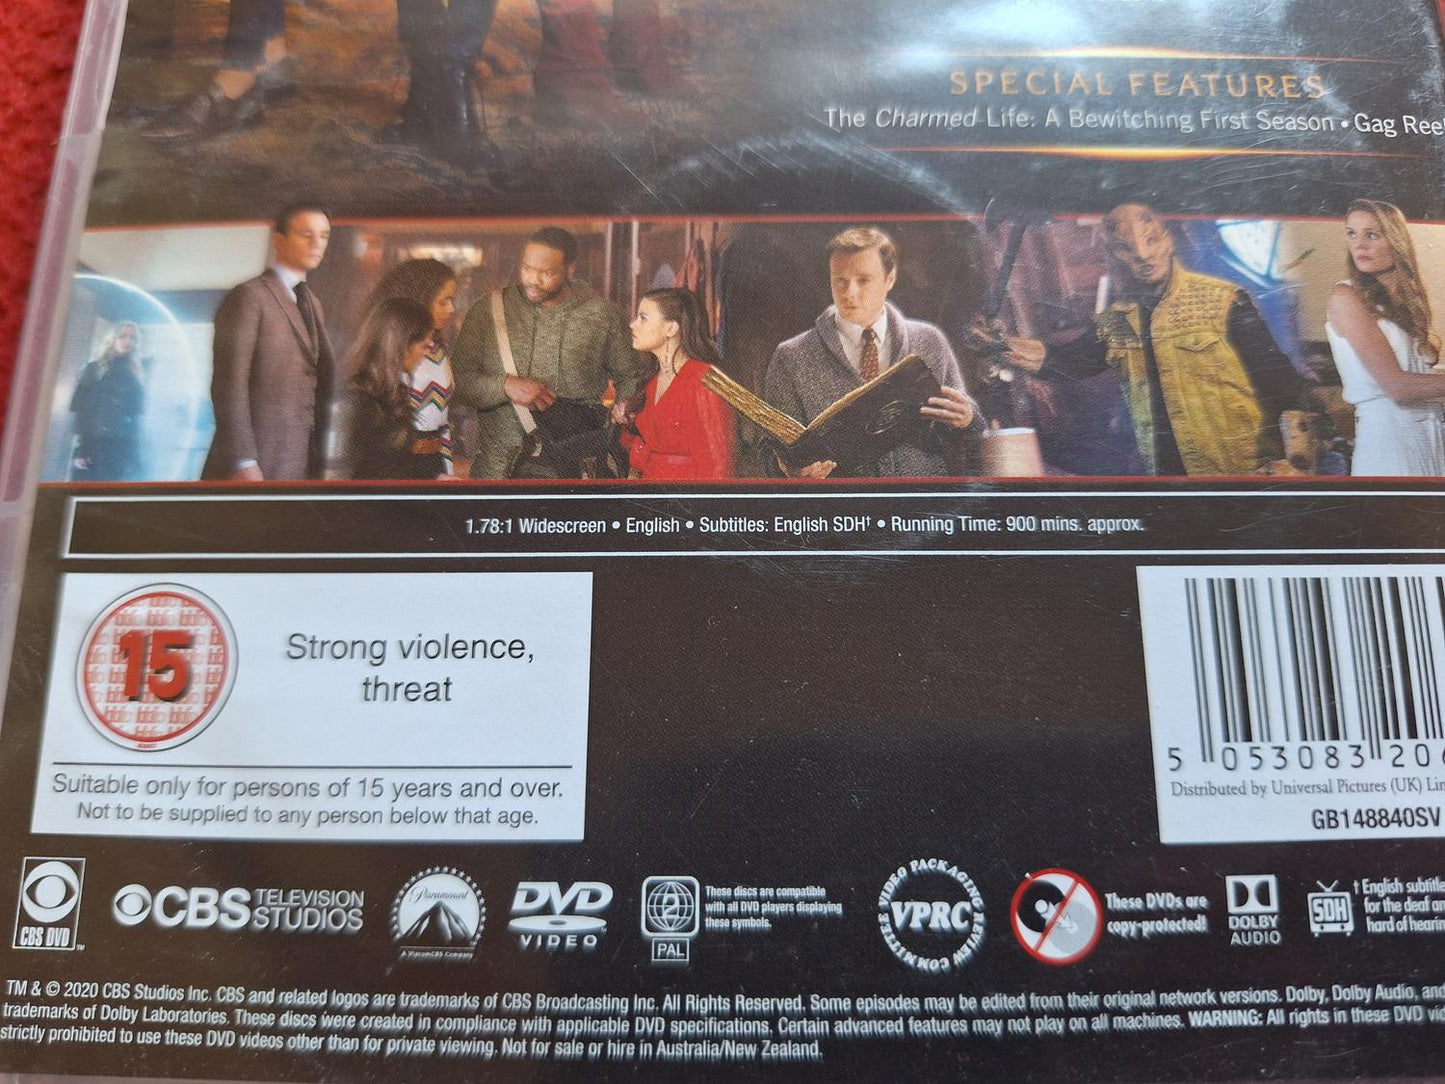 SPECIAL FEATURES
The Charmed Life: A Bewitching First Season • Gag Reel
1.78:1 Widescreen • English • Subtitles: English SDH† • Running Time: 900 mins. approx.
15
Strong violence,
threat
Suitable only for persons of 15 years and over.
Not to be supplied to any person below that age.
5 053083 206
Distributed by Universal Pictures (UK) Lim
GB148840SV
CBS DVD™
CBS TELEVISION
STUDIOS
Paramount
A ViacomCBS Company
DVD
VIDEO
2
PAL
These discs are compatible
with all DVD players displaying
these symbols.
VIDEO PACKAGING REVIEW COMMITTEE
VPRC
These DVDs are
copy-protected!
DOLBY
AUDIO
SDH
† English subtitle
for the deaf an
hard of hearin
TM & © 2020 CBS Studios Inc. CBS and related logos are trademarks of CBS Broadcasting Inc. All Rights Reserved. Some episodes may be edited from their original network versions. Dolby, Dolby Audio, and
trademarks of Dolby Laboratories. These discs were created in compliance with applicable DVD specifications. Certain advanced features may not play on all machines. WARNING: All rights in these DVD vid
strictly prohibited to use these DVD videos other than for private viewing. Not for sale or hire in Australia/New Zealand.